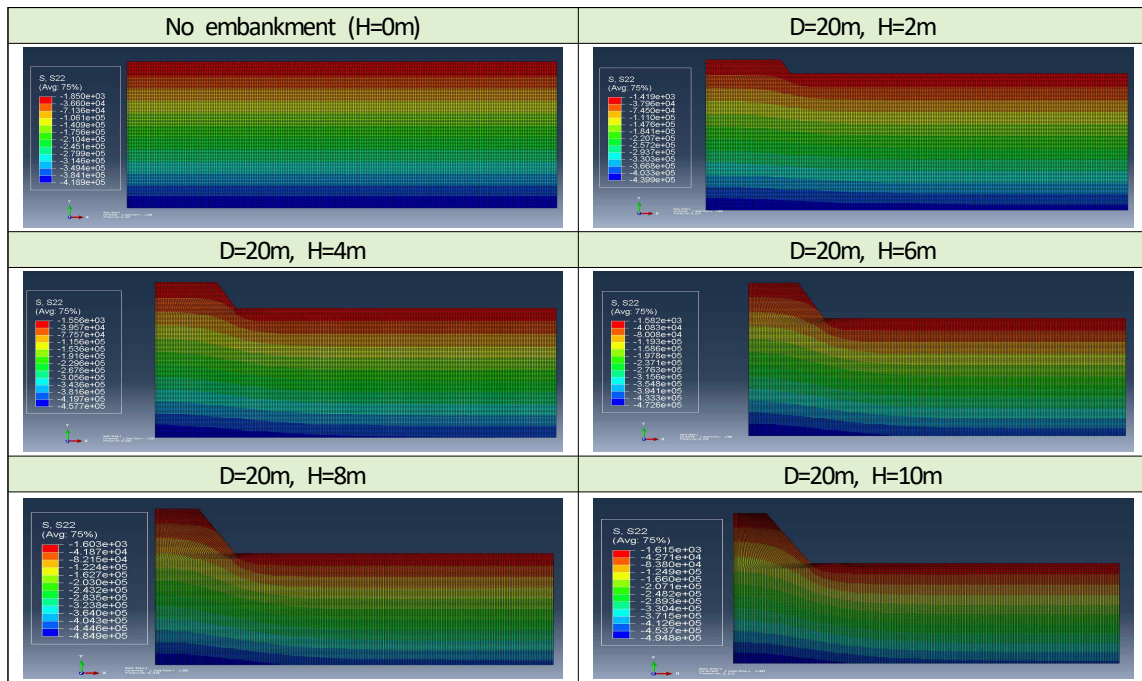 No embankment (H=0m)
D=20m, H=2m
S, S22
(Avg: 75%)
-1.850e+03
-3.660e+04
-7.136e+04
-1.061e+05
-1.409e+05
-1.756e+05
-2.104e+05
-2.451e+05
-2.799e+05
-3.146e+05
-3.494e+05
-3.841e+05
-4.189e+05
Y
X
S, S22
(Avg: 75%)
-1.419e+03
-3.796e+04
-7.450e+04
-1.110e+05
-1.476e+05
-1.841e+05
-2.207e+05
-2.572e+05
-2.937e+05
-3.303e+05
-3.668e+05
-4.033e+05
-4.399e+05
Y
X
D=20m, H=4m
D=20m, H=6m
S, S22
(Avg: 75%)
-1.556e+03
-3.957e+04
-7.757e+04
-1.156e+05
-1.536e+05
-1.916e+05
-2.296e+05
-2.676e+05
-3.056e+05
-3.436e+05
-3.816e+05
-4.197e+05
-4.577e+05
Y
X
S, S22
(Avg: 75%)
-1.582e+03
-4.083e+04
-8.008e+04
-1.193e+05
-1.586e+05
-1.978e+05
-2.371e+05
-2.763e+05
-3.156e+05
-3.548e+05
-3.941e+05
-4.333e+05
-4.726e+05
Y
X
D=20m, H=8m
D=20m, H=10m
S, S22
(Avg: 75%)
-1.603e+03
-4.187e+04
-8.215e+04
-1.224e+05
-1.627e+05
-2.030e+05
-2.432e+05
-2.835e+05
-3.238e+05
-3.640e+05
-4.043e+05
-4.446e+05
-4.849e+05
Y
X
S, S22
(Avg: 75%)
-1.615e+03
-4.271e+04
-8.380e+04
-1.249e+05
-1.660e+05
-2.071e+05
-2.482e+05
-2.893e+05
-3.304e+05
-3.715e+05
-4.126e+05
-4.537e+05
-4.948e+05
Y
X